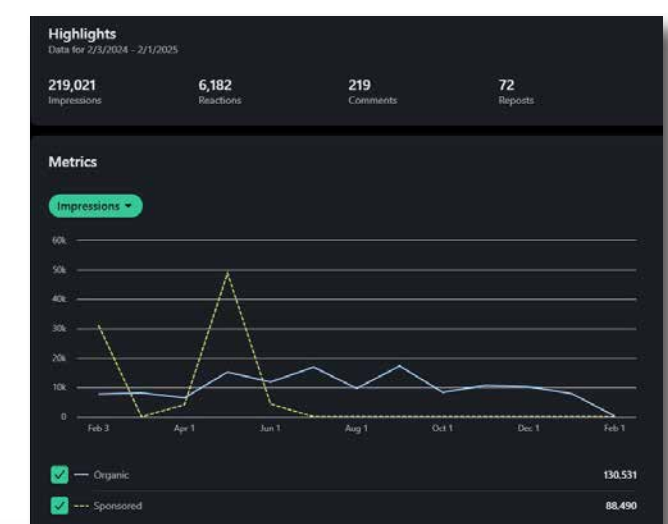 Highlights
Data for 2/3/2024 - 2/1/2025
219,021 6,182 219 72
Impressions Reactions Comments Reposts
Metrics
Impressions
60k
50k
40k
30k
20k
10k
0
Feb 3 Apr 1 Jun 1 Aug 1 Oct 1 Dec 1 Feb 1
Organic 130,531
Sponsored 88,490